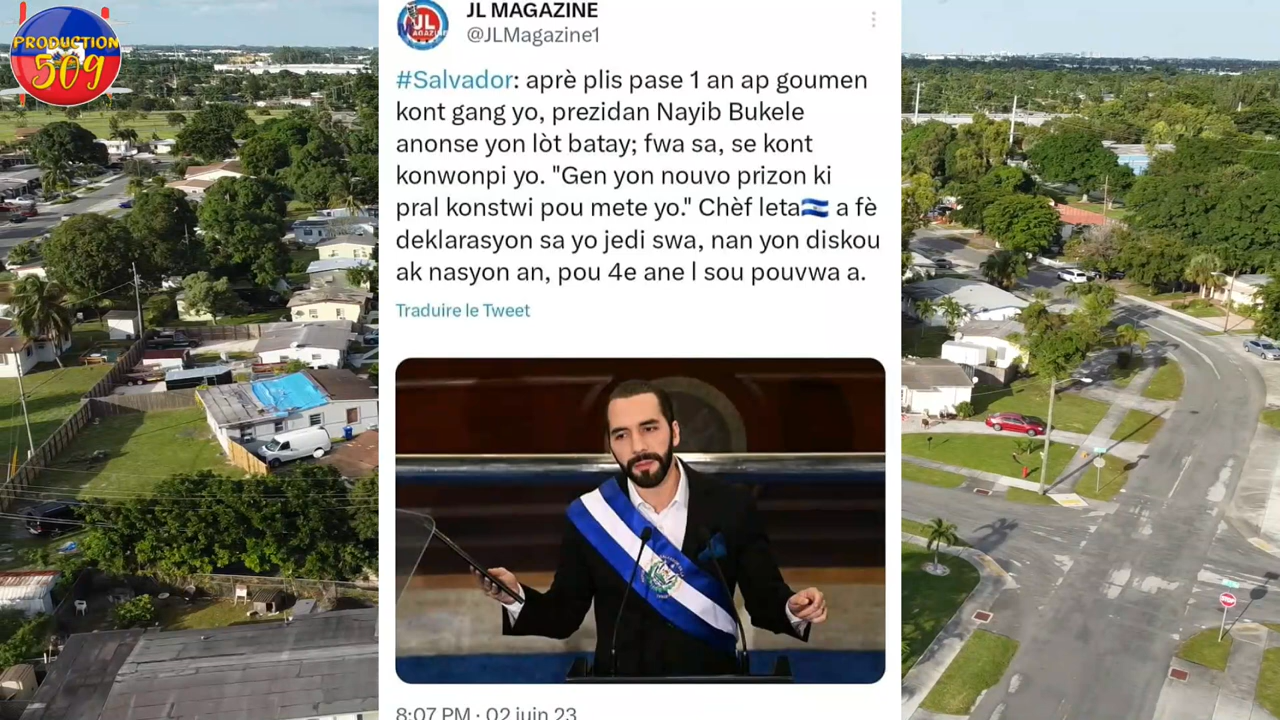 PRODUCTION
509
JL MAGAZINE
@JLMagazine1
#Salvador: aprè plis pase 1 an ap goumen
kont gang yo, prezidan Nayib Bukele
anonse yon lòt batay; fwa sa, se kont
konwonpi yo. "Gen yon nouvo prizon ki
pral konstwi pou mete yo." Chèf leta🇸🇻 a fè
deklarasyon sa yo jedi swa, nan yon diskou
ak nasyon an, pou 4e ane l sou pouvwa a.
Traduire le Tweet
8:07 PM · 02 juin 23